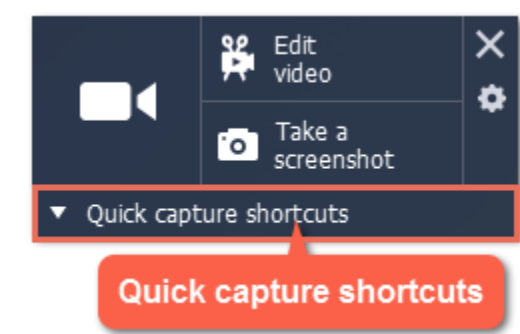 Edit
video
Take a
screenshot
Quick capture shortcuts
Quick capture shortcuts